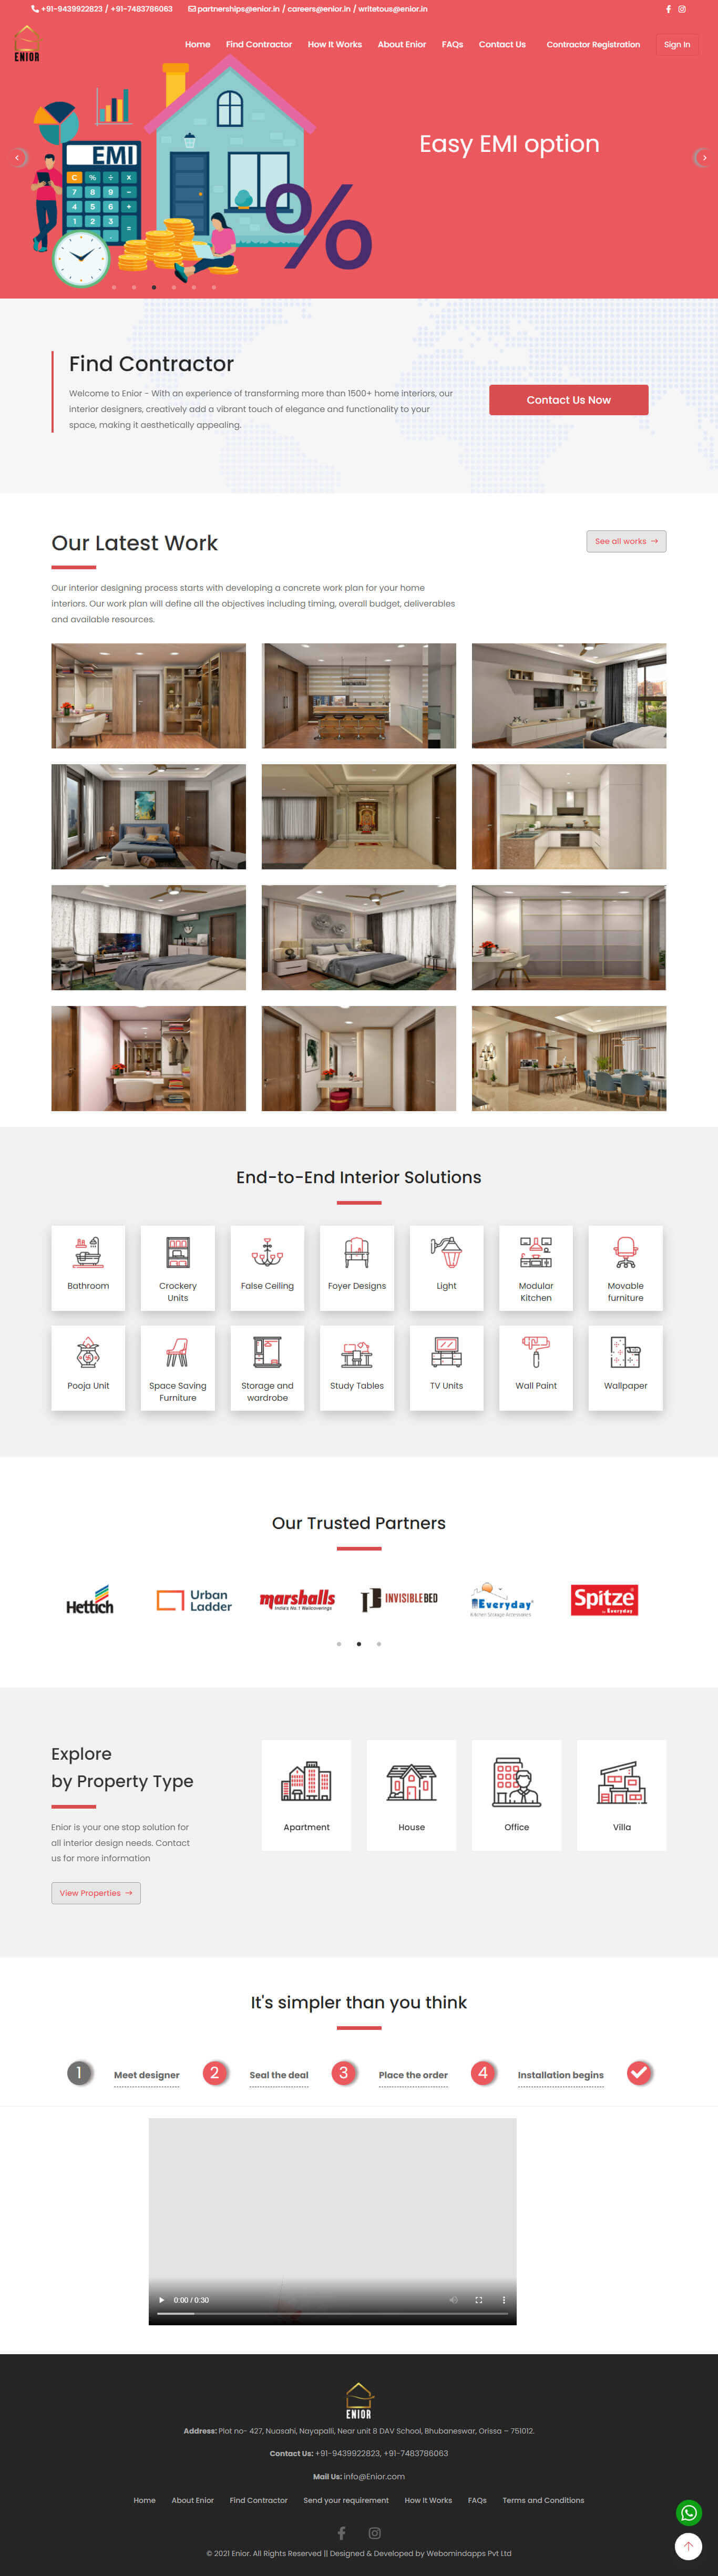 +91-9439922823 / +91-7483786063 partnerships@enior.in / careers@enior.in / writetous@enior.in
ENIOR
Home Find Contractor How It Works About Enior FAQs Contact Us Contractor Registration Sign In
EMI
C % ÷ x
7 8 9 -
4 5 6 +
1 2 3 =
%
Easy EMI option
Find Contractor
Welcome to Enior - With an experience of transforming more than 1500+ home interiors, our
interior designers, creatively add a vibrant touch of elegance and functionality to your
space, making it aesthetically appealing.
Contact Us Now
Our Latest Work
See all works →
Our interior designing process starts with developing a concrete work plan for your home
interiors. Our work plan will define all the objectives including timing, overall budget, deliverables
and available resources.
End-to-End Interior Solutions
Bathroom
Crockery
Units
False Ceiling
Foyer Designs
Light
Modular
Kitchen
Movable
furniture
Pooja Unit
Space Saving
Furniture
Storage and
wardrobe
Study Tables
TV Units
Wall Paint
Wallpaper
Our Trusted Partners
Hettich
Urban
Ladder
marshalls
India's No.1 Wallcoverings
INVISIBLEBED
Everyday
Kitchen Storage Accessories
Spitze
by Everyday
Explore
by Property Type
Enior is your one stop solution for
all interior design needs. Contact
us for more information
View Properties →
Apartment
House
Office
Villa
It's simpler than you think
1 Meet designer 2 Seal the deal 3 Place the order 4 Installation begins
0:00 / 0:30
ENIOR
Address: Plot no- 427, Nuasahi, Nayapalli, Near unit 8 DAV School, Bhubaneswar, Orissa – 751012.
Contact Us: +91-9439922823, +91-7483786063
Mail Us: info@Enior.com
Home About Enior Find Contractor Send your requirement How It Works FAQs Terms and Conditions
© 2021 Enior. All Rights Reserved || Designed & Developed by Webomindapps Pvt Ltd